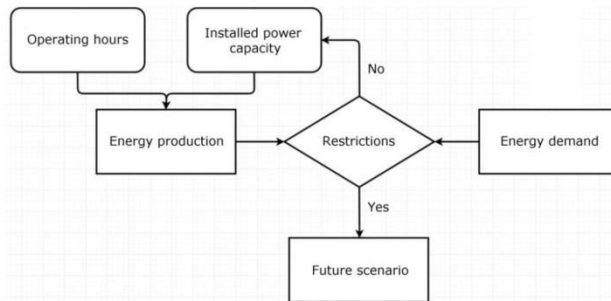 Operating hours
Installed power
capacity
No
Energy production
Restrictions
Energy demand
Yes
Future scenario